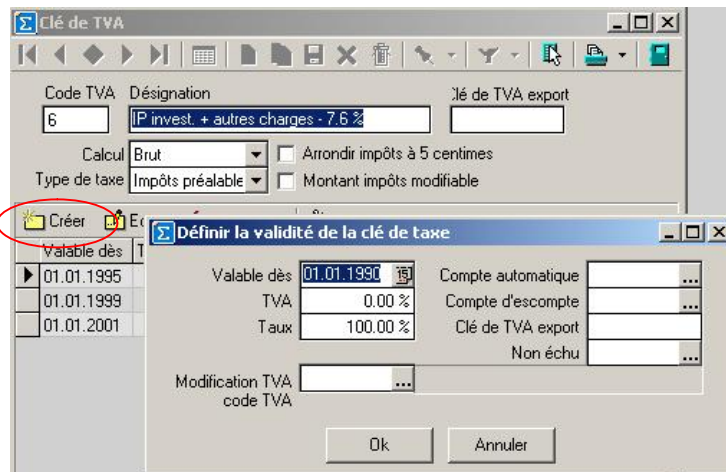 Clé de TVA
Code TVA Désignation lé de TVA export
6 IP invest. + autres charges - 7.6 %
Calcul Brut Arrondir impôts à 5 centimes
Type de taxe Impôts préalable Montant impôts modifiable
Créer
Définir la validité de la clé de taxe
Valable dès
01.01.1995
01.01.1999
01.01.2001
Valable dès 01.01.1990 15 Compte automatique ...
TVA 0.00 % Compte d'escompte ...
Taux 100.00 % Clé de TVA export
Non échu ...
Modification TVA ...
code TVA
Ok Annuler